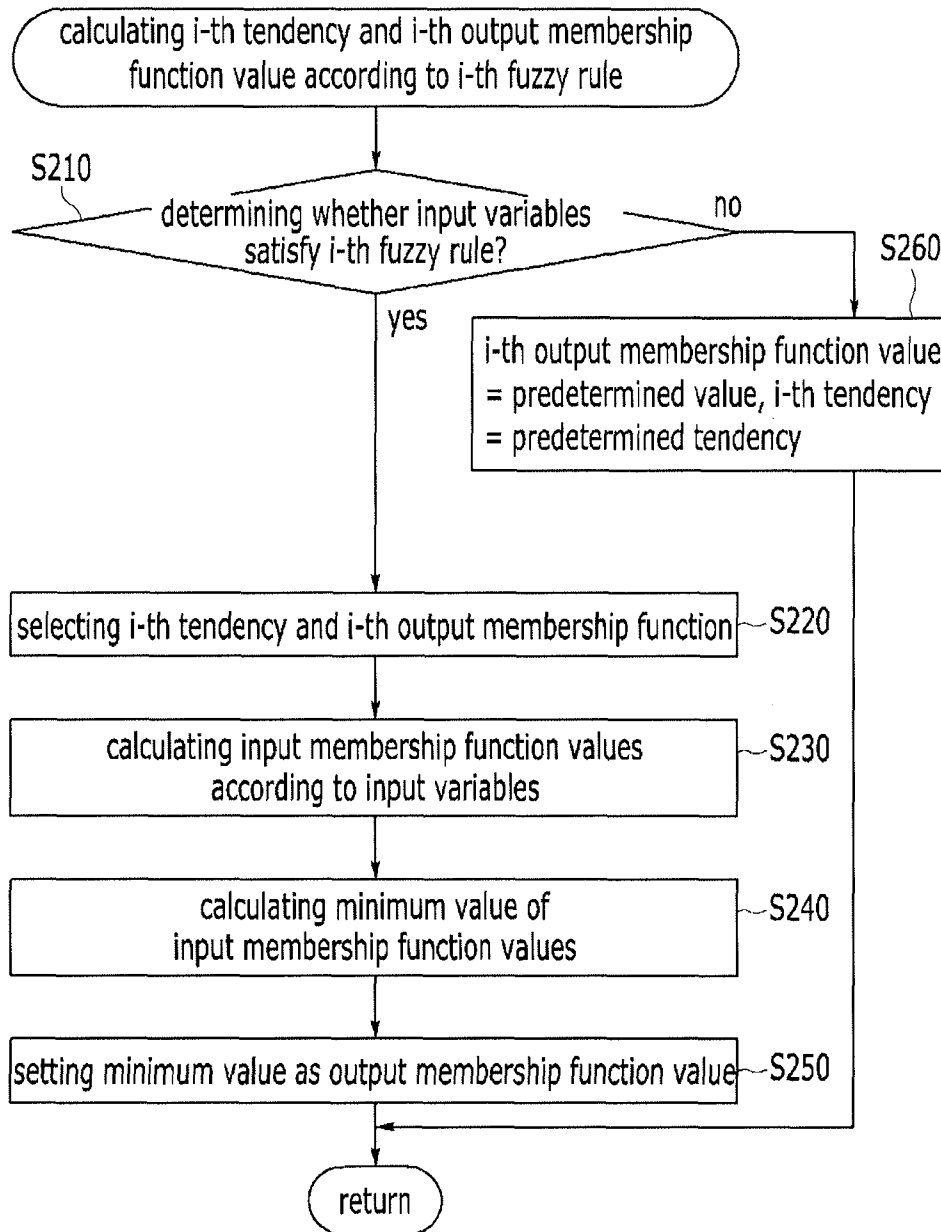 calculating i-th tendency and i-th output membership
function value according to i-th fuzzy rule
S210
determining whether input variables
satisfy i-th fuzzy rule?
no
yes
S260
i-th output membership function value
= predetermined value, i-th tendency
= predetermined tendency
selecting i-th tendency and i-th output membership function
S220
calculating input membership function values
according to input variables
S230
calculating minimum value of
input membership function values
S240
setting minimum value as output membership function value
S250
return